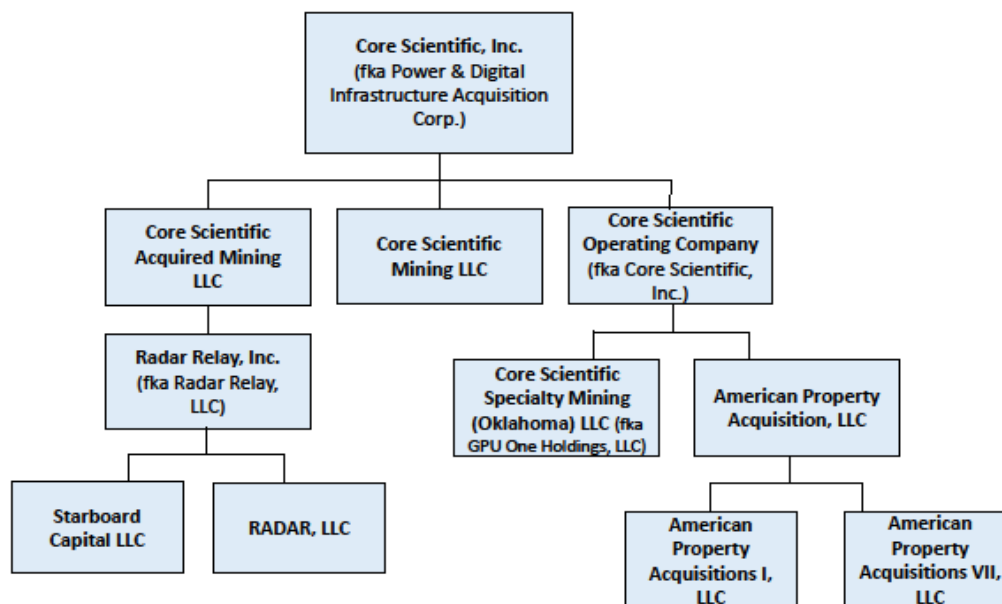 Core Scientific, Inc.
(fka Power & Digital
Infrastructure Acquisition
Corp.)
Core Scientific
Acquired Mining
LLC
Core Scientific
Mining LLC
Core Scientific
Operating Company
(fka Core Scientific,
Inc.)
Radar Relay, Inc.
(fka Radar Relay,
LLC)
Core Scientific
Specialty Mining
(Oklahoma) LLC (fka
GPU One Holdings, LLC)
American Property
Acquisition, LLC
Starboard
Capital LLC
RADAR, LLC
American
Property
Acquisitions I,
LLC
American
Property
Acquisitions VII,
LLC